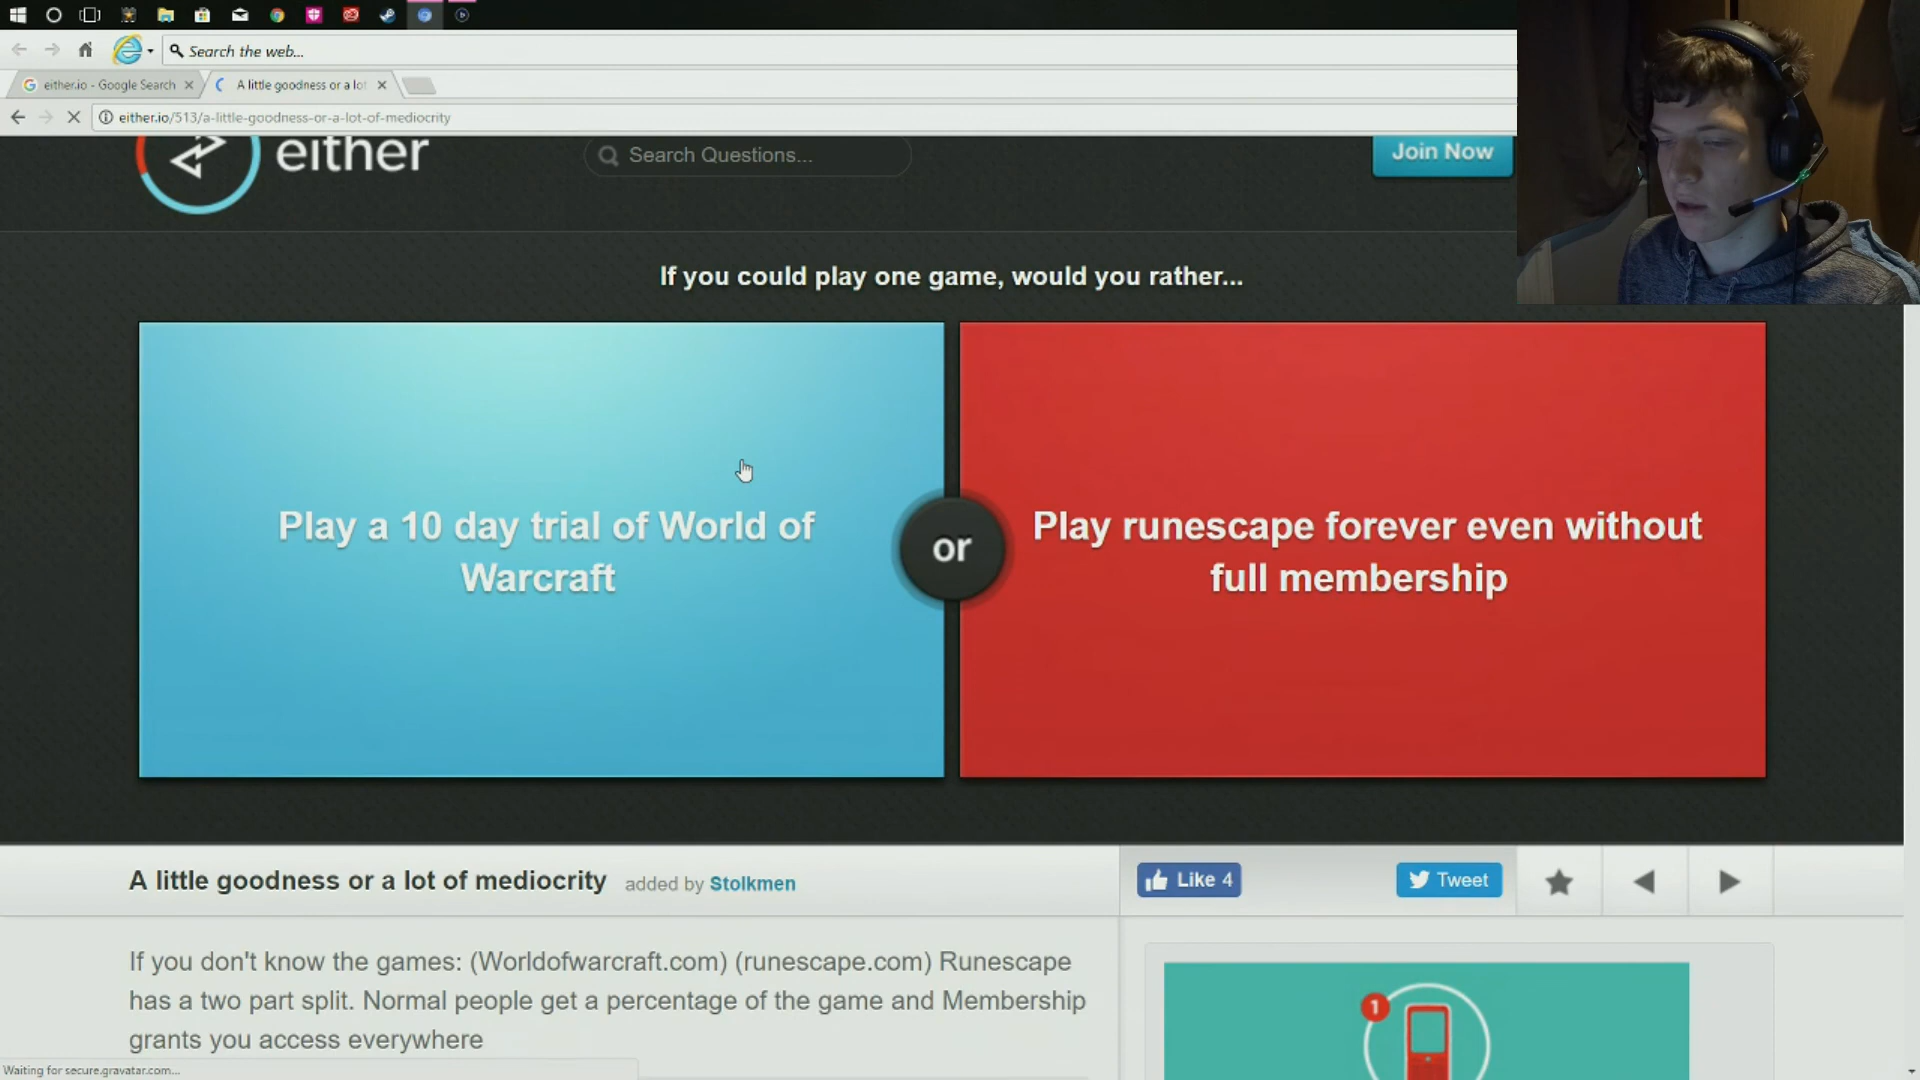 Search the web...
either.io - Google Search
A little goodness or a lot
either.io/513/a-little-goodness-or-a-lot-of-mediocrity
either
Search Questions...
Join Now
If you could play one game, would you rather...
Play a 10 day trial of World of
Warcraft
or
Play runescape forever even without
full membership
A little goodness or a lot of mediocrity added by Stolkmen
Like 4
Tweet
If you don't know the games: (Worldofwarcraft.com) (runescape.com) Runescape
has a two part split. Normal people get a percentage of the game and Membership
grants you access everywhere
1
Waiting for secure.gravatar.com...